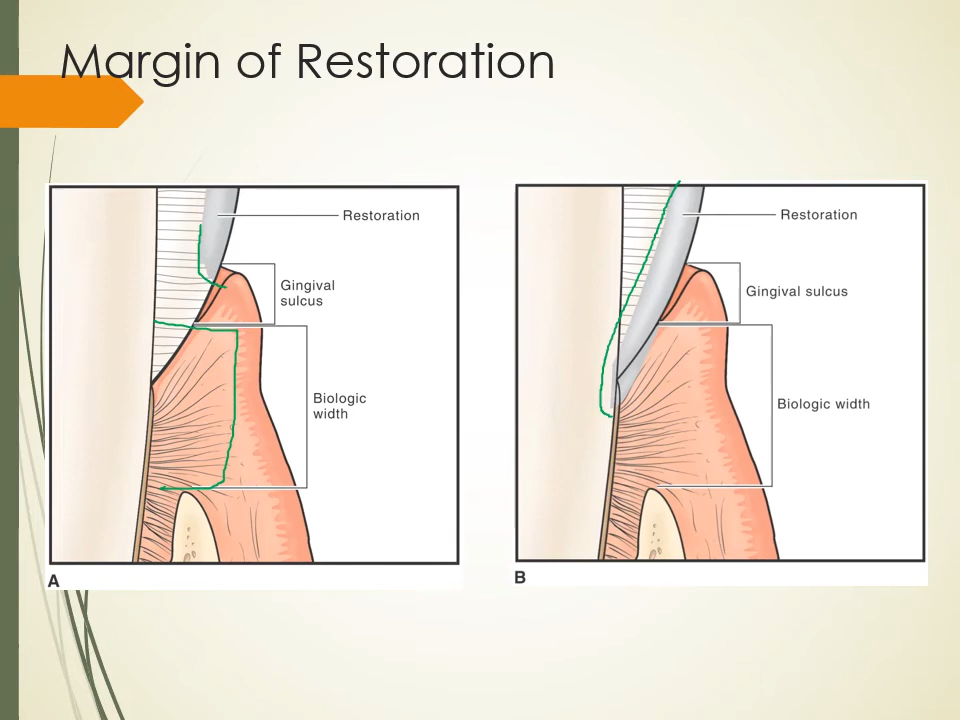 Margin of Restoration
Restoration
Gingival
sulcus
Biologic
width
A
Restoration
Gingival sulcus
Biologic width
B